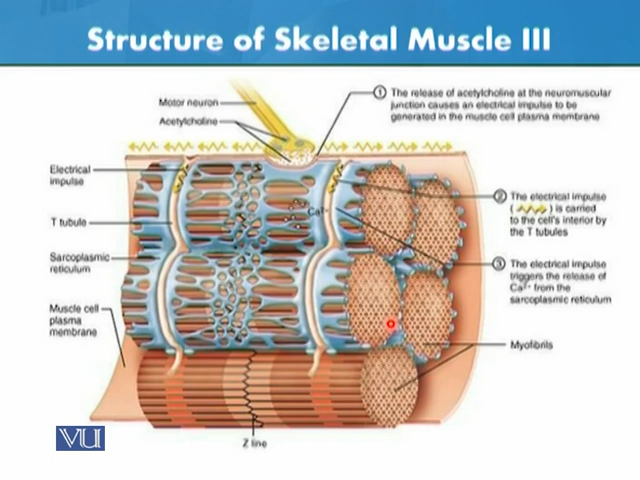 Structure of Skeletal Muscle III
Motor neuron
Acetylcholine
1 The release of acetylcholine at the neuromuscular
junction causes an electrical impulse to be
generated in the muscle cell plasma membrane
Electrical
impulse
T tubule
Sarcoplasmic
reticulum
Muscle cell
plasma
membrane
Ca²⁺
2 The electrical impulse
( ) is carried
to the cell's interior by
the T tubules
3 The electrical impulse
triggers the release of
Ca²⁺ from the
sarcoplasmic reticulum
Myofibrils
Z line
VU